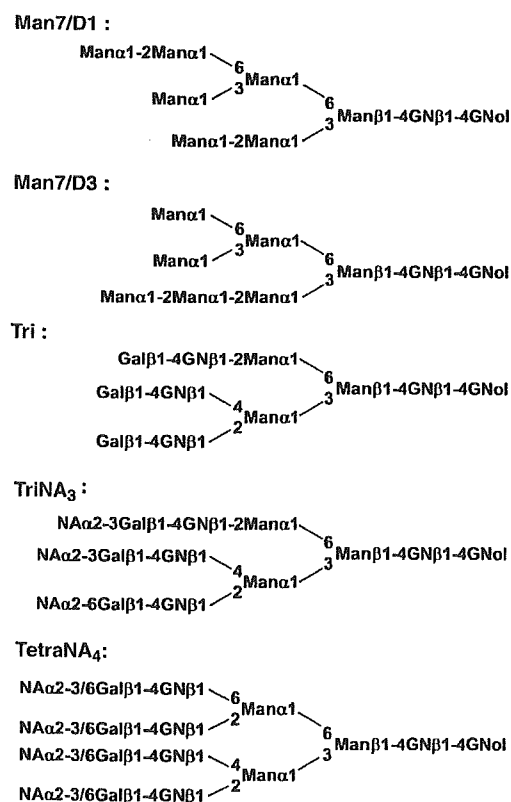 Man7/D1 :
Manα1-2Manα1
6
Manα1
3
Manα1
6
Manβ1-4GNβ1-4GNol
3
Manα1-2Manα1
Man7/D3 :
Manα1
6
Manα1
3
Manα1
6
Manβ1-4GNβ1-4GNol
3
Manα1-2Manα1-2Manα1
Tri :
Galβ1-4GNβ1-2Manα1
6
Manβ1-4GNβ1-4GNol
3
Galβ1-4GNβ1
4
Manα1
2
Galβ1-4GNβ1
TriNA₃ :
NAα2-3Galβ1-4GNβ1-2Manα1
6
Manβ1-4GNβ1-4GNol
3
NAα2-3Galβ1-4GNβ1
4
Manα1
2
NAα2-6Galβ1-4GNβ1
TetraNA₄:
NAα2-3/6Galβ1-4GNβ1
6
Manα1
2
NAα2-3/6Galβ1-4GNβ1
6
Manβ1-4GNβ1-4GNol
3
NAα2-3/6Galβ1-4GNβ1
4
Manα1
2
NAα2-3/6Galβ1-4GNβ1